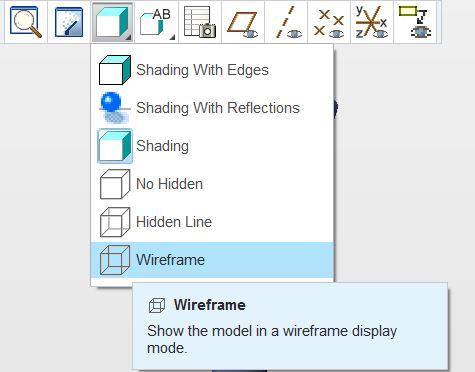 AB
Shading With Edges
Shading With Reflections
Shading
No Hidden
Hidden Line
Wireframe
Wireframe
Show the model in a wireframe display
mode.